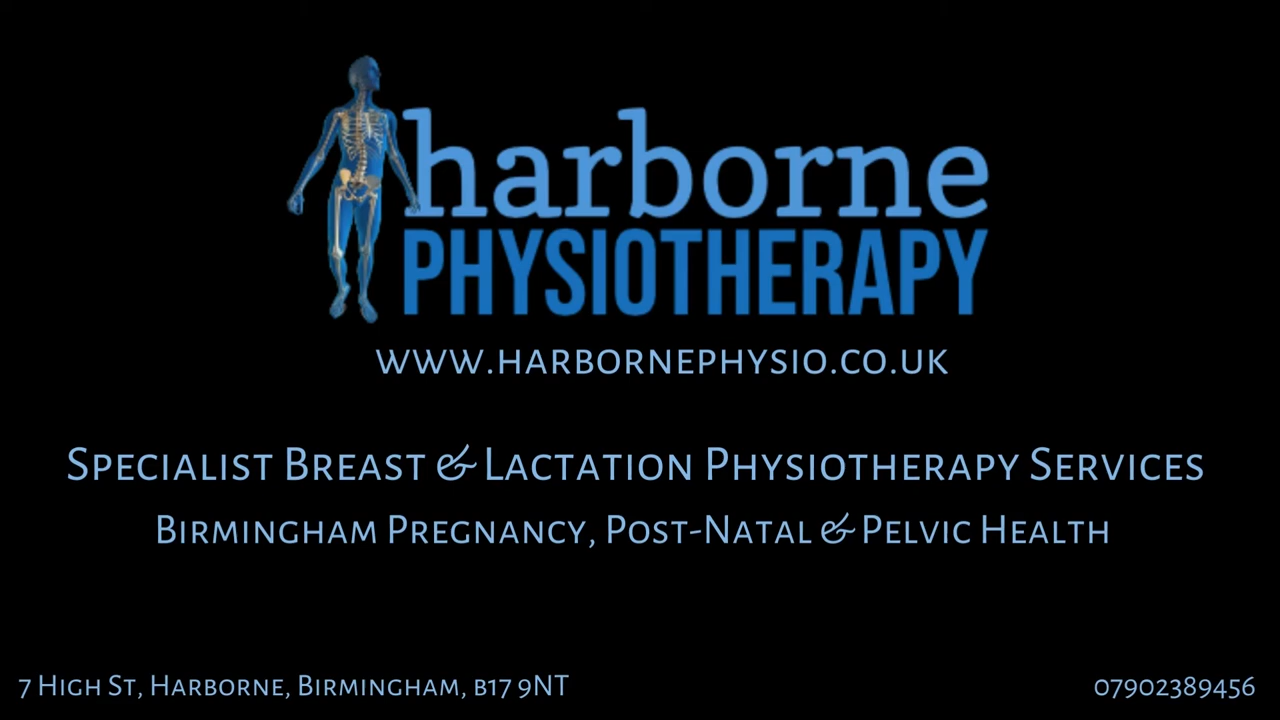 harborne
PHYSIOTHERAPY
WWW.HARBORNEPHYSIO.CO.UK
Specialist Breast & Lactation Physiotherapy Services
Birmingham Pregnancy, Post-Natal & Pelvic Health
7 High St, Harborne, Birmingham, B17 9NT
07902389456